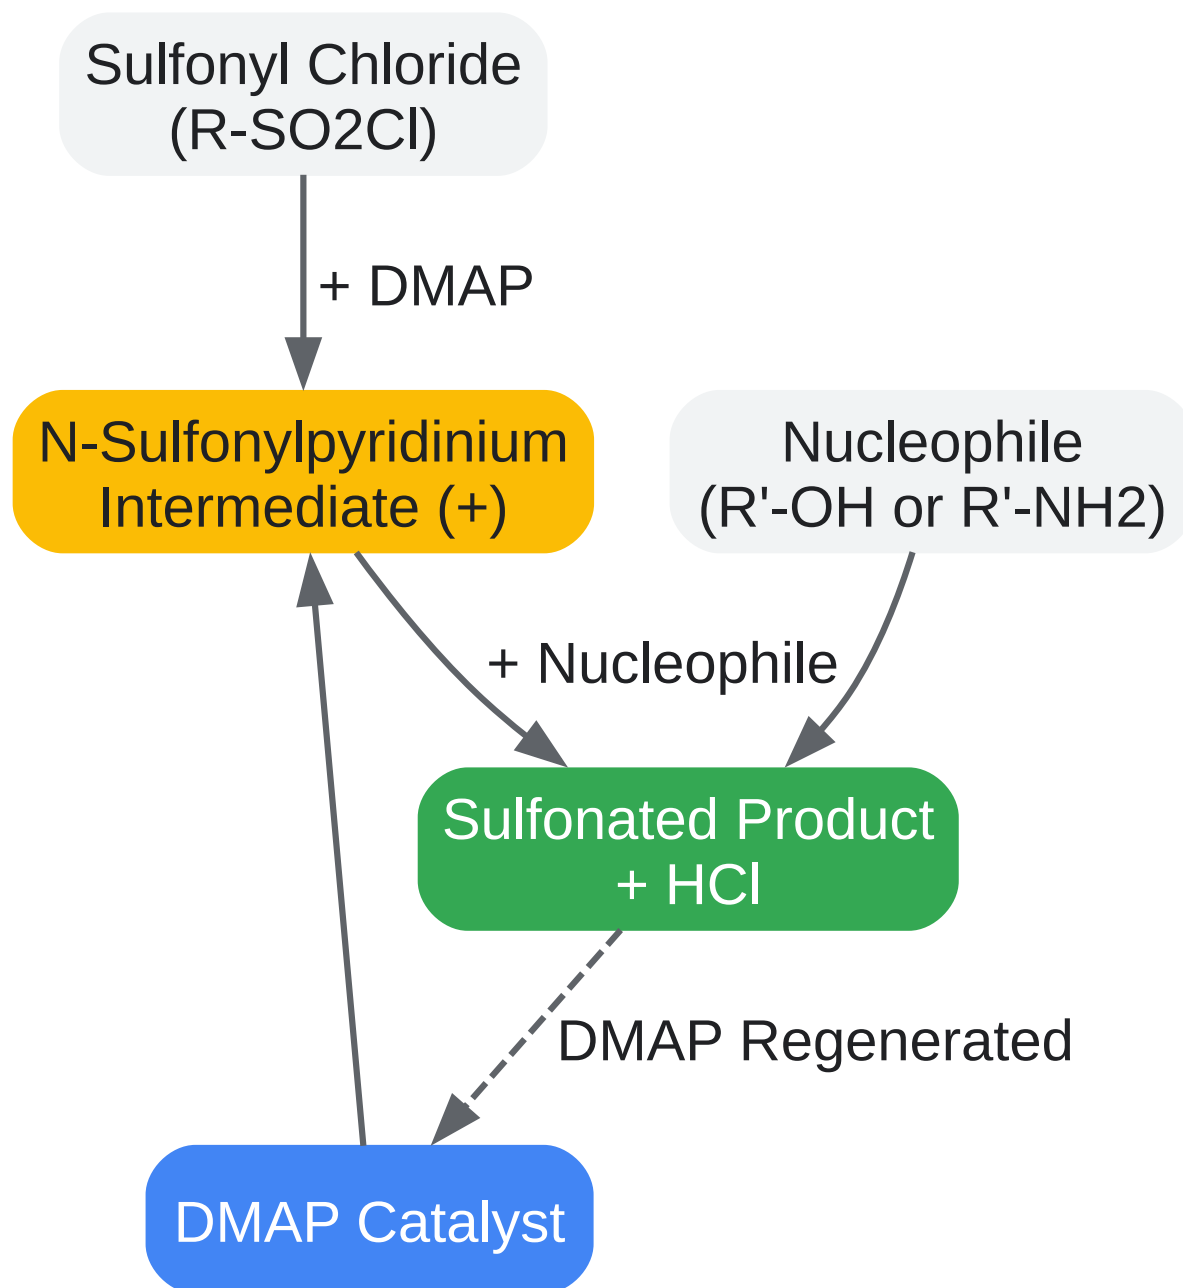 Sulfonyl Chloride
(R-SO2Cl)
+ DMAP
N-Sulfonylpyridinium
Intermediate (+)
Nucleophile
(R'-OH or R'-NH2)
+ Nucleophile
Sulfonated Product
+ HCl
DMAP Regenerated
DMAP Catalyst